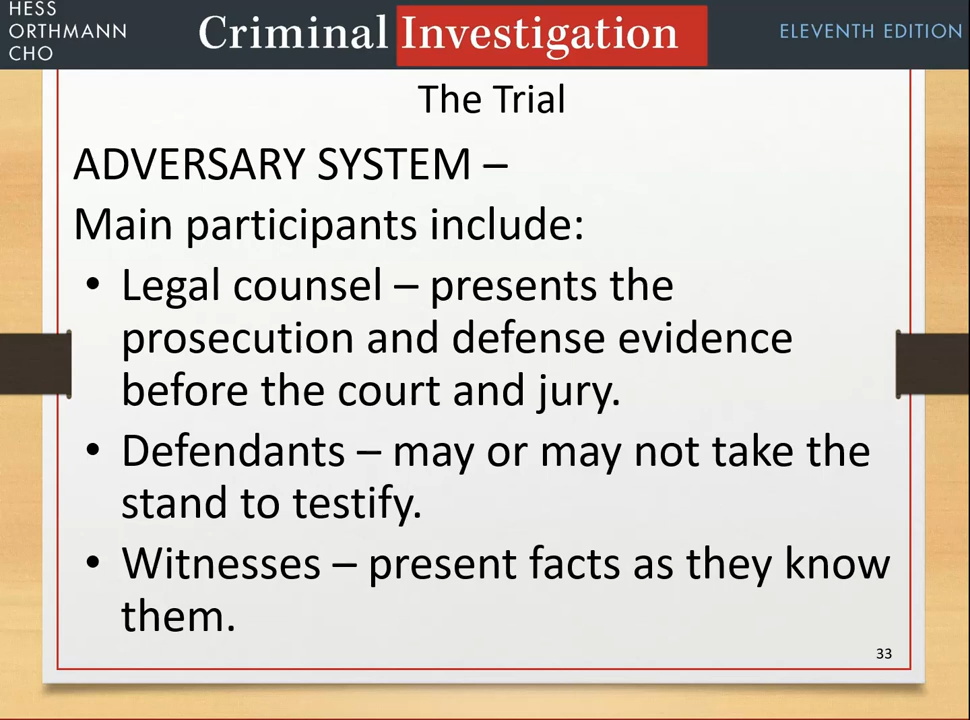 HESS
ORTHMANN
CHO
Criminal Investigation
ELEVENTH EDITION
The Trial
ADVERSARY SYSTEM –
Main participants include:
• Legal counsel – presents the
prosecution and defense evidence
before the court and jury.
• Defendants – may or may not take the
stand to testify.
• Witnesses – present facts as they know
them.
33